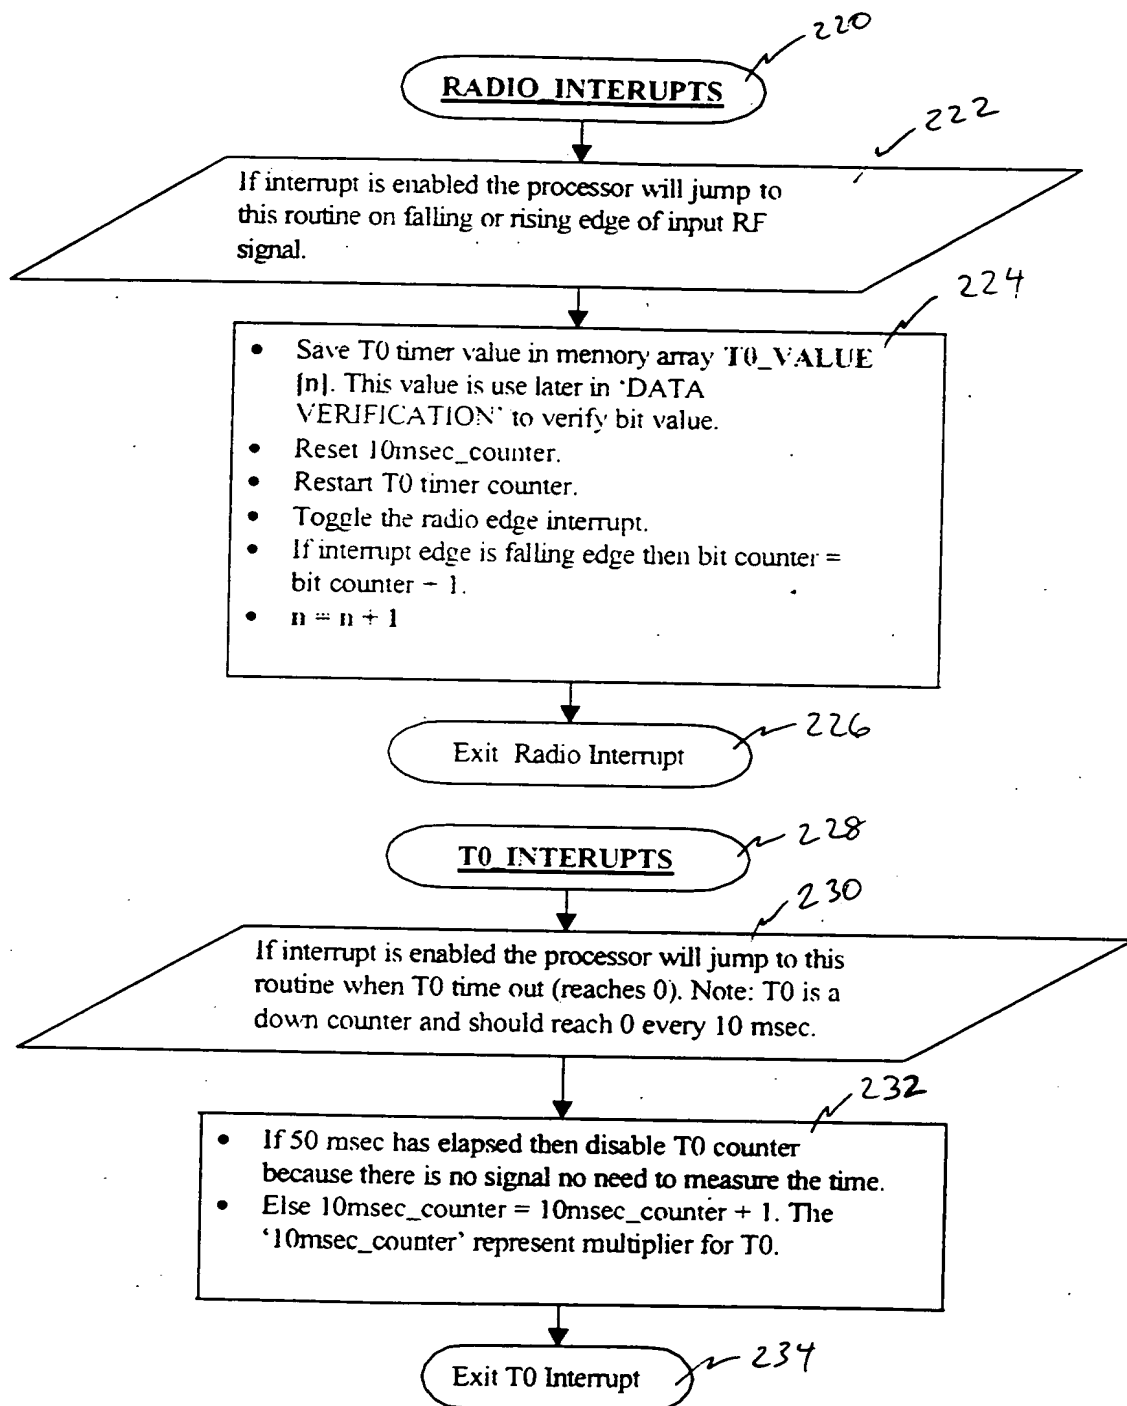 220
RADIO_INTERUPTS
222
If interrupt is enabled the processor will jump to
this routine on falling or rising edge of input RF
signal.
224
• Save T0 timer value in memory array T0_VALUE
[n]. This value is use later in ‘DATA
VERIFICATION’ to verify bit value.
• Reset 10msec_counter.
• Restart T0 timer counter.
• Toggle the radio edge interrupt.
• If interrupt edge is falling edge then bit counter =
bit counter − 1.
• n = n + 1
226
Exit Radio Interrupt
228
T0_INTERUPTS
230
If interrupt is enabled the processor will jump to this
routine when T0 time out (reaches 0). Note: T0 is a
down counter and should reach 0 every 10 msec.
232
• If 50 msec has elapsed then disable T0 counter
because there is no signal no need to measure the time.
• Else 10msec_counter = 10msec_counter + 1. The
‘10msec_counter’ represent multiplier for T0.
234
Exit T0 Interrupt